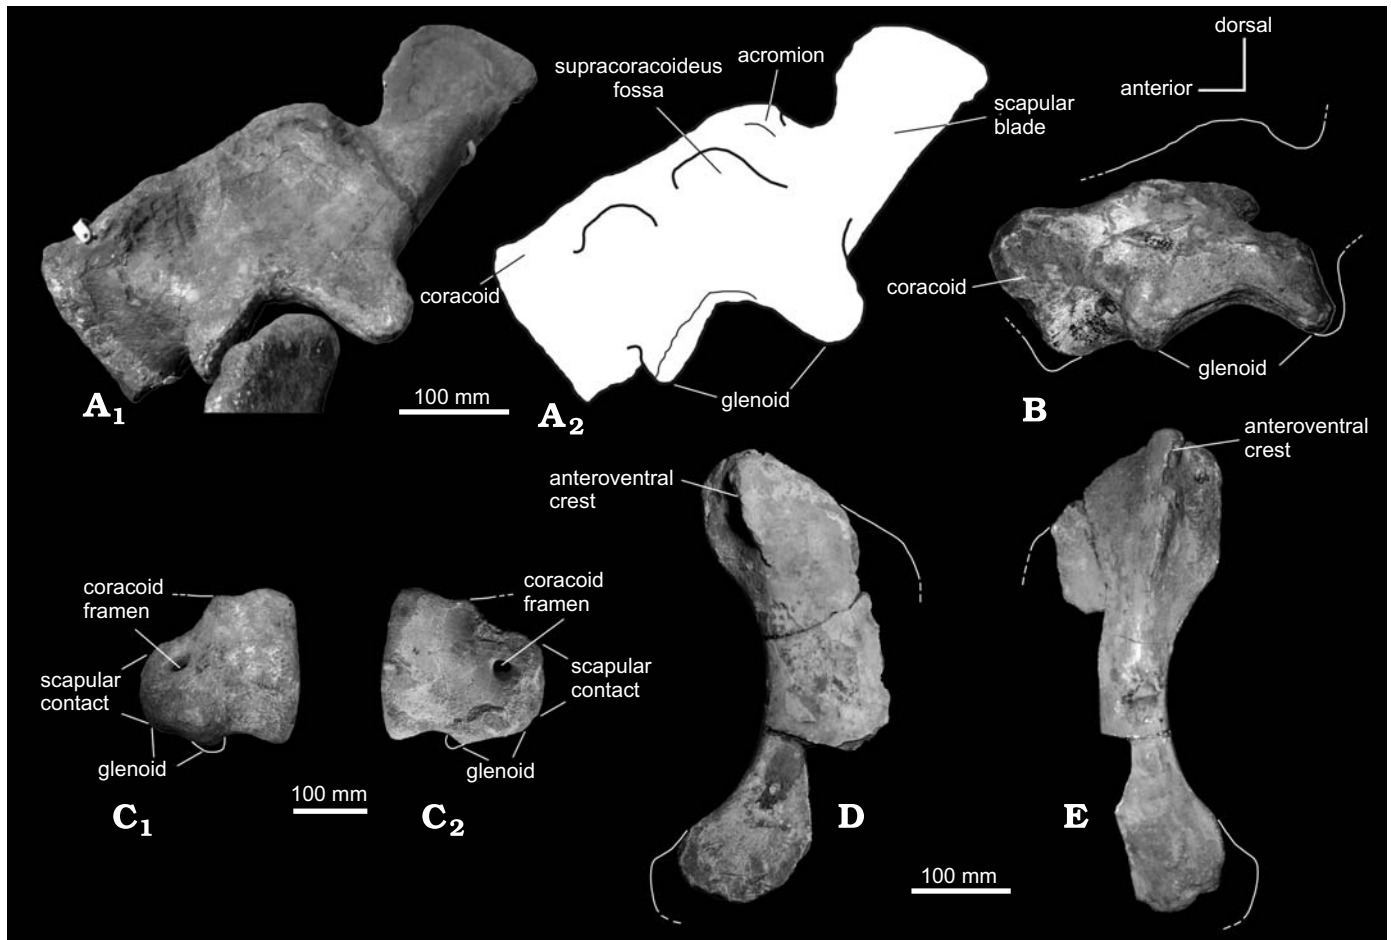 dorsal
anterior
supracoracoideus
fossa
acromion
scapular
blade
coracoid
glenoid
100 mm
A1
A2
coracoid
glenoid
B
anteroventral
crest
anteroventral
crest
coracoid
framen
scapular
contact
glenoid
100 mm
C1
coracoid
framen
scapular
contact
glenoid
C2
D
E
100 mm